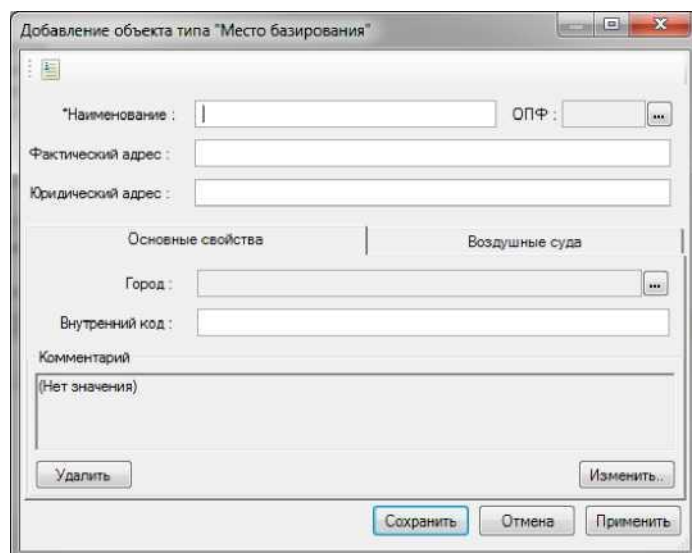 Добавление объекта типа "Место базирования"
*Наименование :
ОПФ :
...
Фактический адрес :
Юридический адрес :
Основные свойства
Воздушные суда
Город :
...
Внутренний код :
Комментарий
(Нет значения)
Удалить
Изменить..
Сохранить
Отмена
Применить